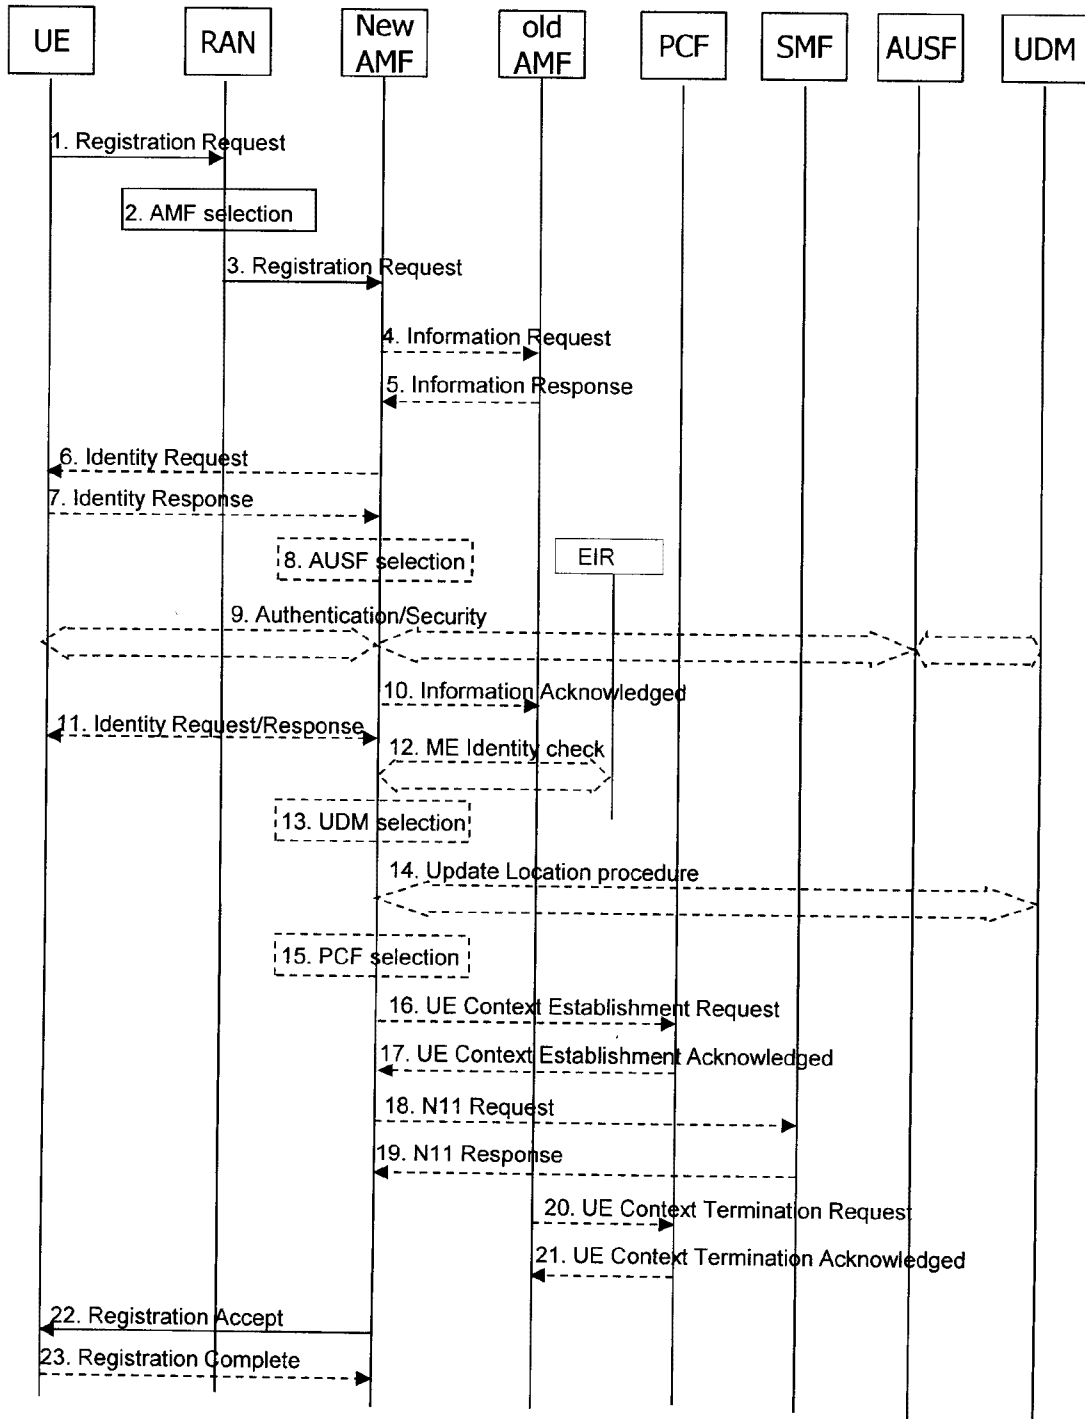 UE
RAN
New
AMF
old
AMF
PCF
SMF
AUSF
UDM
1. Registration Request
2. AMF selection
3. Registration Request
4. Information Request
5. Information Response
6. Identity Request
7. Identity Response
8. AUSF selection
EIR
9. Authentication/Security
10. Information Acknowledged
11. Identity Request/Response
12. ME Identity check
13. UDM selection
14. Update Location procedure
15. PCF selection
16. UE Context Establishment Request
17. UE Context Establishment Acknowledged
18. N11 Request
19. N11 Response
20. UE Context Termination Request
21. UE Context Termination Acknowledged
22. Registration Accept
23. Registration Complete